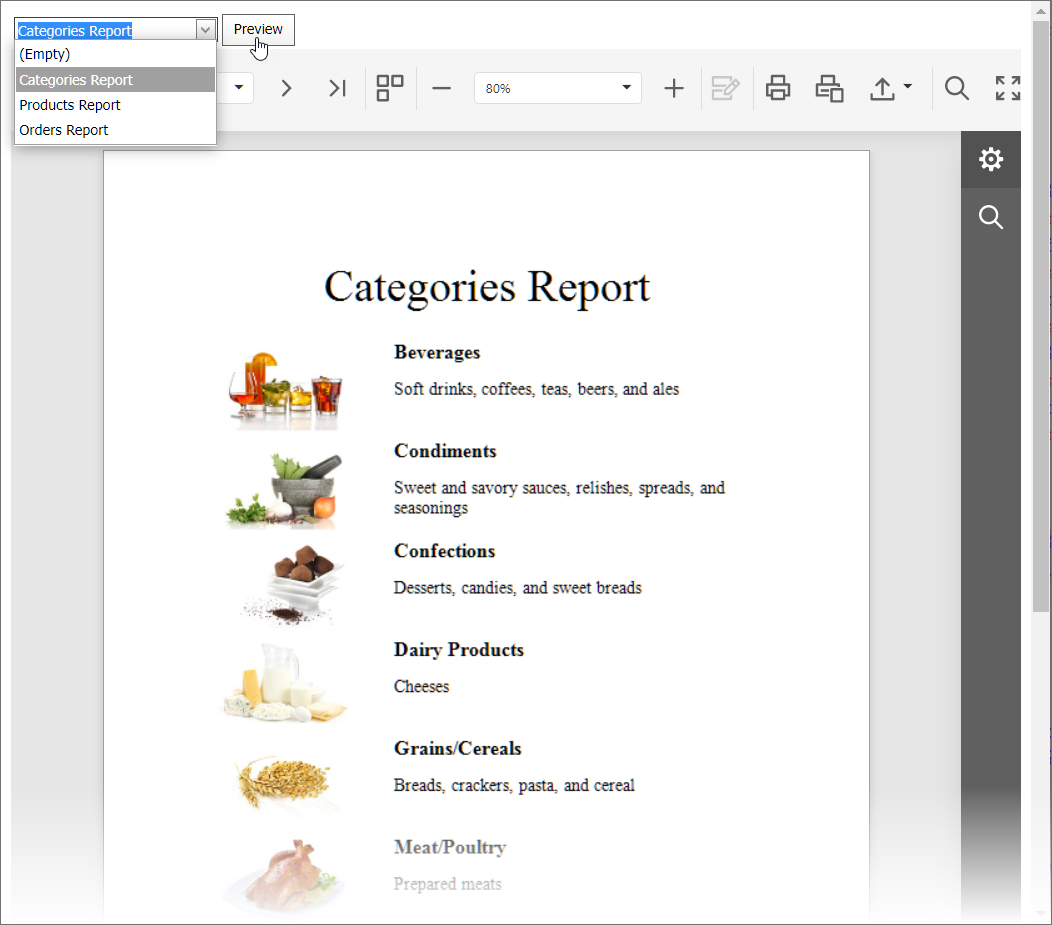 Categories Report
Preview
(Empty)
Categories Report
Products Report
Orders Report
80%
Categories Report
Beverages
Soft drinks, coffees, teas, beers, and ales
Condiments
Sweet and savory sauces, relishes, spreads, and
seasonings
Confections
Desserts, candies, and sweet breads
Dairy Products
Cheeses
Grains/Cereals
Breads, crackers, pasta, and cereal
Meat/Poultry
Prepared meats